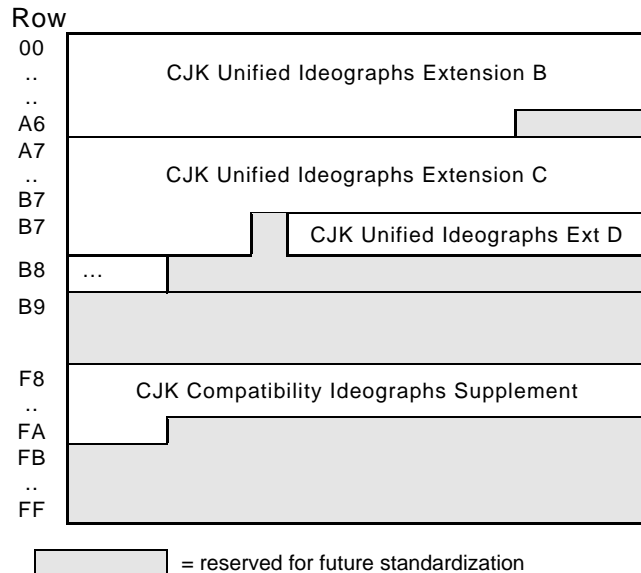 Row
00
..
CJK Unified Ideographs Extension B
..
A6
A7
..
CJK Unified Ideographs Extension C
B7
B7
CJK Unified Ideographs Ext D
B8
...
B9
F8
CJK Compatibility Ideographs Supplement
..
FA
FB
..
FF
= reserved for future standardization